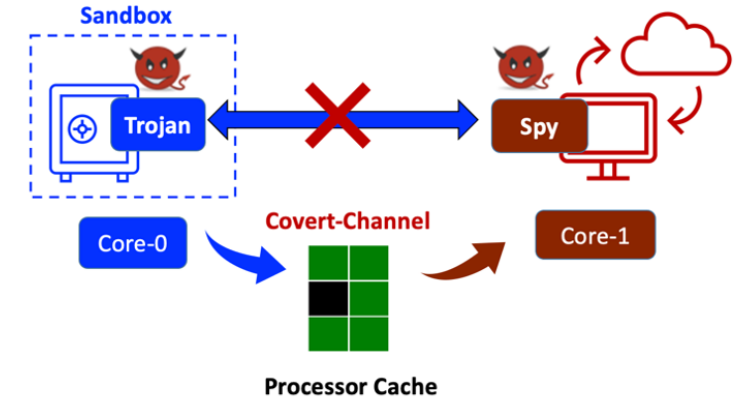 Sandbox
Trojan
Spy
Core-0
Covert-Channel
Core-1
Processor Cache